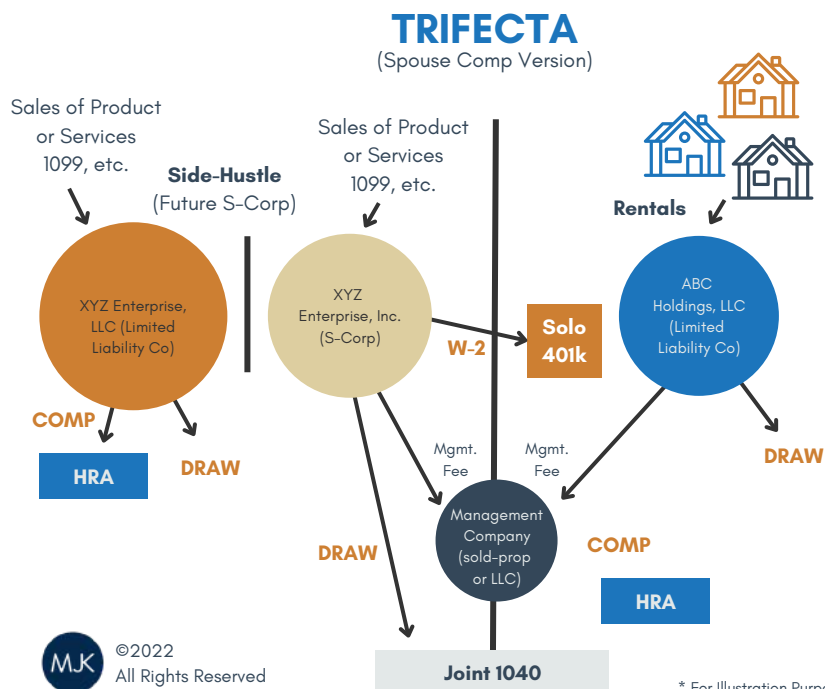 TRIFECTA
(Spouse Comp Version)
Sales of Product
or Services
1099, etc.
Side-Hustle
(Future S-Corp)
Sales of Product
or Services
1099, etc.
Rentals
XYZ Enterprise,
LLC (Limited
Liability Co)
XYZ
Enterprise, Inc.
(S-Corp)
W-2
Solo
401k
ABC
Holdings, LLC
(Limited
Liability Co)
COMP
HRA
DRAW
Mgmt.
Fee
Mgmt.
Fee
DRAW
Management
Company
(sold-prop
or LLC)
DRAW
COMP
HRA
MJK
©2022
All Rights Reserved
Joint 1040
* For Illustration Purpo